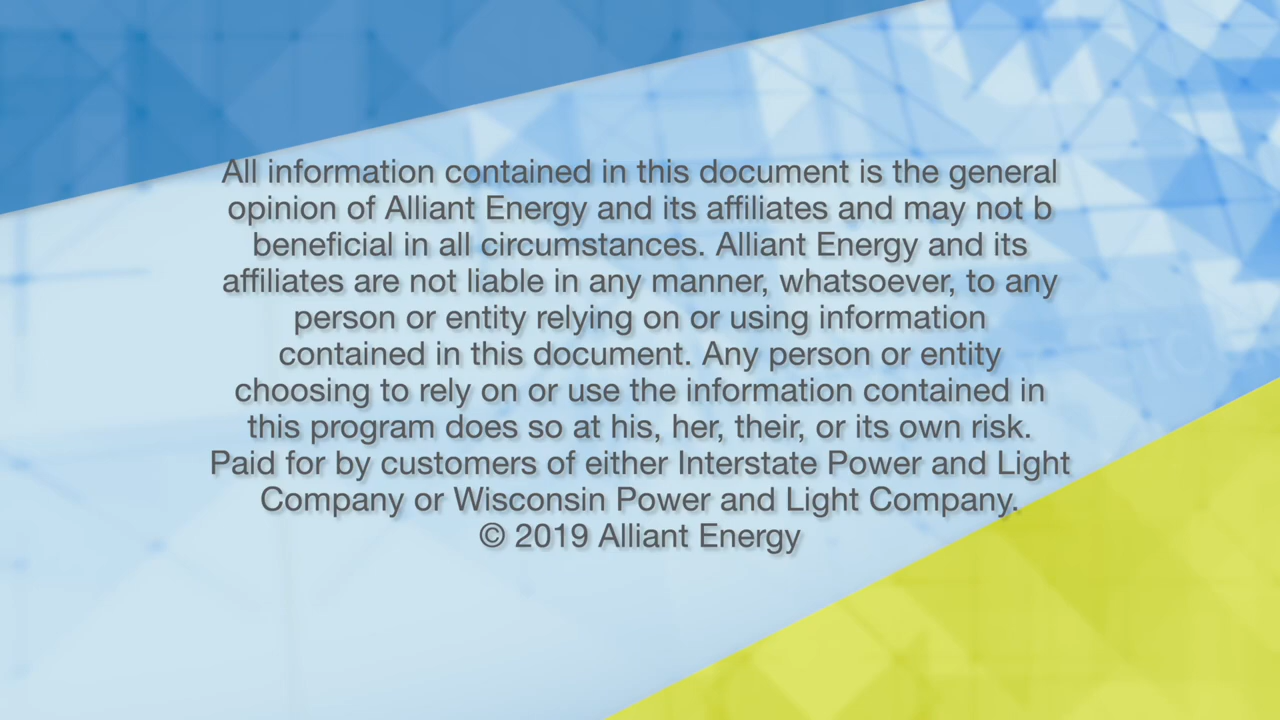 All information contained in this document is the general
opinion of Alliant Energy and its affiliates and may not b
beneficial in all circumstances. Alliant Energy and its
affiliates are not liable in any manner, whatsoever, to any
person or entity relying on or using information
contained in this document. Any person or entity
choosing to rely on or use the information contained in
this program does so at his, her, their, or its own risk.
Paid for by customers of either Interstate Power and Light
Company or Wisconsin Power and Light Company.
© 2019 Alliant Energy